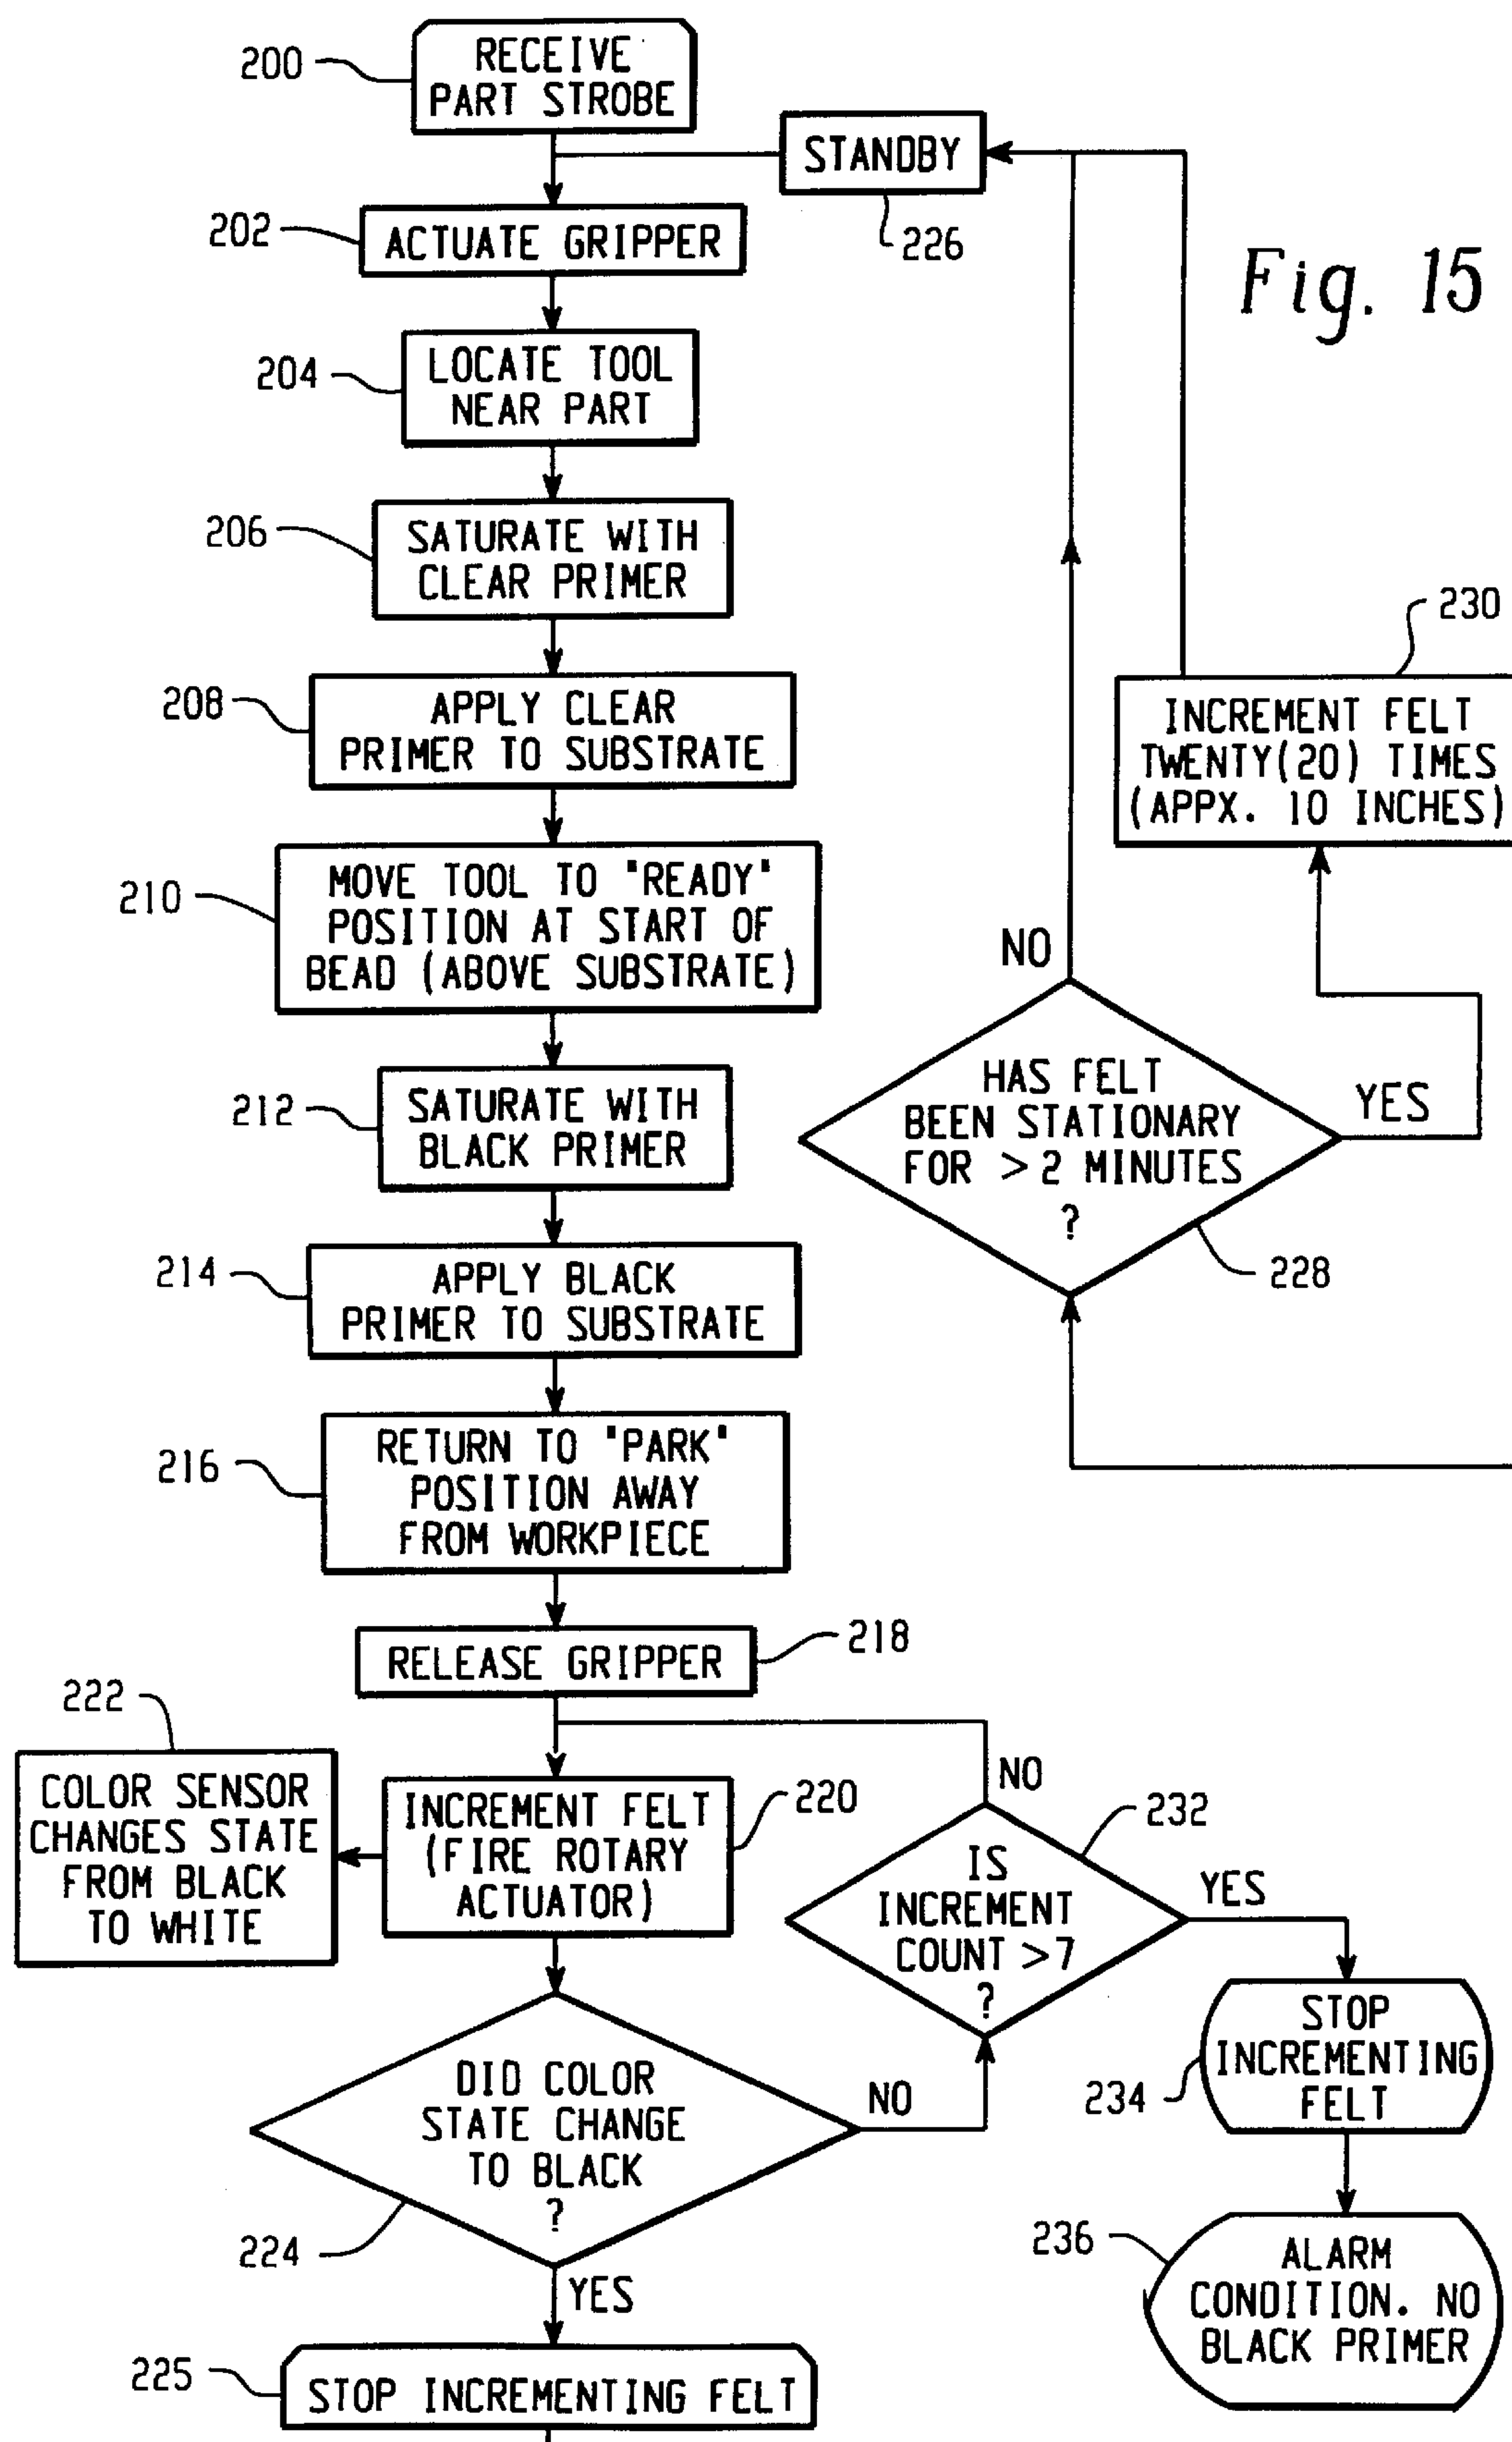 200
RECEIVE
PART STROBE
STANDBY
226
202
ACTUATE GRIPPER
Fig. 15
204
LOCATE TOOL
NEAR PART
206
SATURATE WITH
CLEAR PRIMER
208
APPLY CLEAR
PRIMER TO SUBSTRATE
210
MOVE TOOL TO "READY"
POSITION AT START OF
BEAD (ABOVE SUBSTRATE)
212
SATURATE WITH
BLACK PRIMER
214
APPLY BLACK
PRIMER TO SUBSTRATE
216
RETURN TO "PARK"
POSITION AWAY
FROM WORKPIECE
RELEASE GRIPPER
218
222
COLOR SENSOR
CHANGES STATE
FROM BLACK
TO WHITE
INCREMENT FELT
(FIRE ROTARY
ACTUATOR)
220
DID COLOR
STATE CHANGE
TO BLACK
?
224
NO
YES
225
STOP INCREMENTING FELT
230
INCREMENT FELT
TWENTY(20) TIMES
(APPX. 10 INCHES)
NO
HAS FELT
BEEN STATIONARY
FOR >2 MINUTES
?
YES
228
NO
232
IS
INCREMENT
COUNT >7
?
YES
STOP
INCREMENTING
FELT
234
236
ALARM
CONDITION. NO
BLACK PRIMER